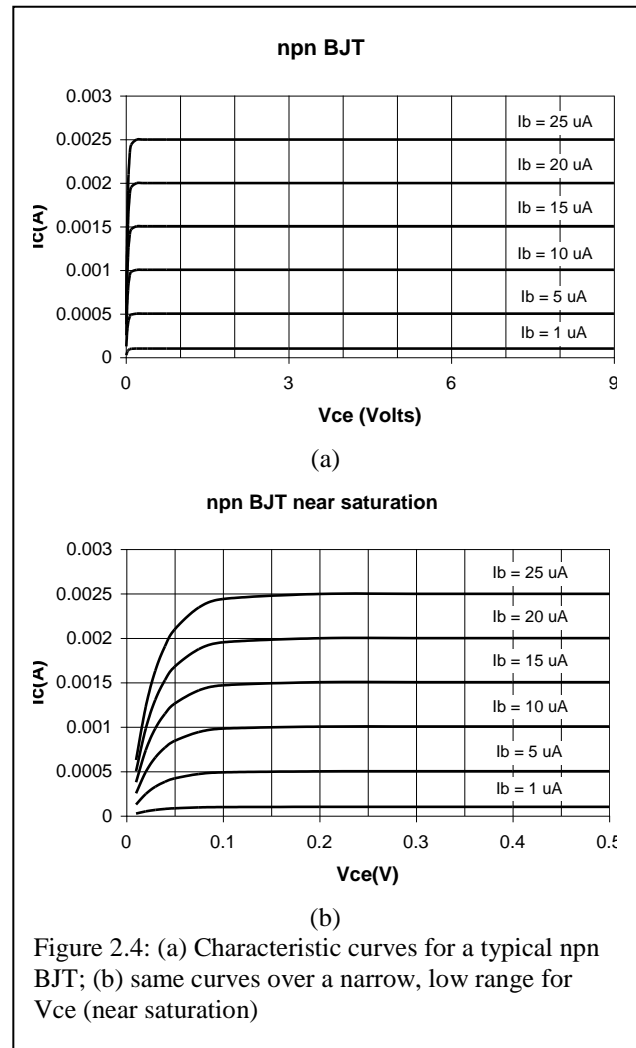 npn BJT
0.003
0.0025
0.002
0.0015
0.001
0.0005
0
Ic(A)
Ib = 25 uA
Ib = 20 uA
Ib = 15 uA
Ib = 10 uA
Ib = 5 uA
Ib = 1 uA
0 3 6 9
Vce (Volts)
(a)
npn BJT near saturation
0.003
0.0025
0.002
0.0015
0.001
0.0005
0
Ic(A)
Ib = 25 uA
Ib = 20 uA
Ib = 15 uA
Ib = 10 uA
Ib = 5 uA
Ib = 1 uA
0 0.1 0.2 0.3 0.4 0.5
Vce(V)
(b)
Figure 2.4: (a) Characteristic curves for a typical npn
BJT; (b) same curves over a narrow, low range for
Vce (near saturation)